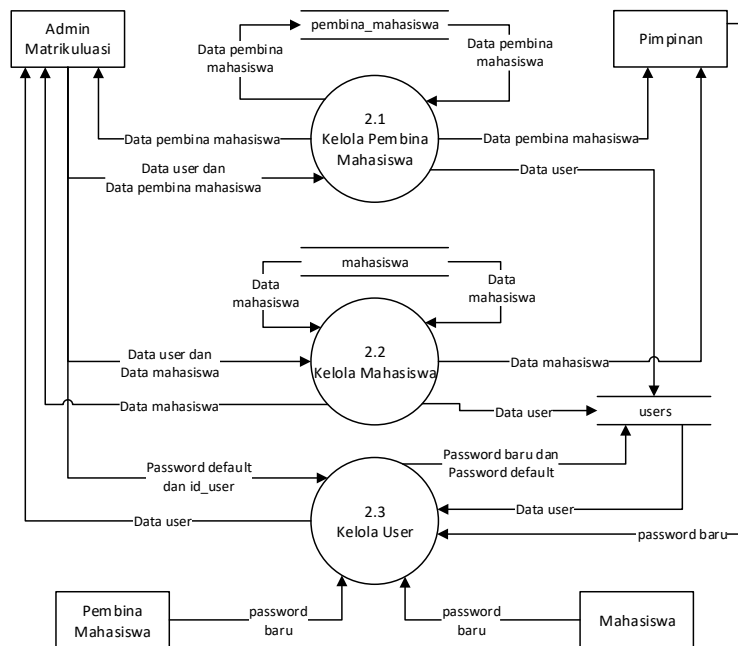 Admin
Matrikuluasi
pembina_mahasiswa
Pimpinan
Data pembina
mahasiswa
Data pembina
mahasiswa
2.1
Kelola Pembina
Mahasiswa
Data pembina mahasiswa
Data pembina mahasiswa
Data user dan
Data pembina mahasiswa
Data user
mahasiswa
Data
mahasiswa
Data
mahasiswa
2.2
Kelola Mahasiswa
Data user dan
Data mahasiswa
Data mahasiswa
Data mahasiswa
Data user
users
Password default
dan id_user
Password baru dan
Password default
2.3
Kelola User
Data user
Data user
password baru
Pembina
Mahasiswa
password
baru
password
baru
Mahasiswa